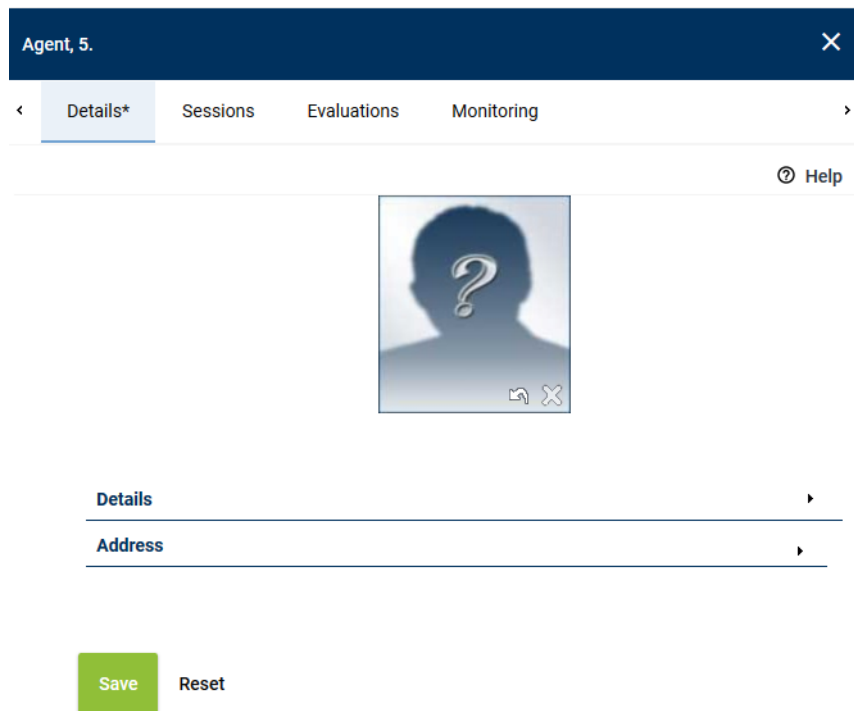 Agent, 5.
Details* Sessions Evaluations Monitoring
Help
?
Details
Address
Save Reset